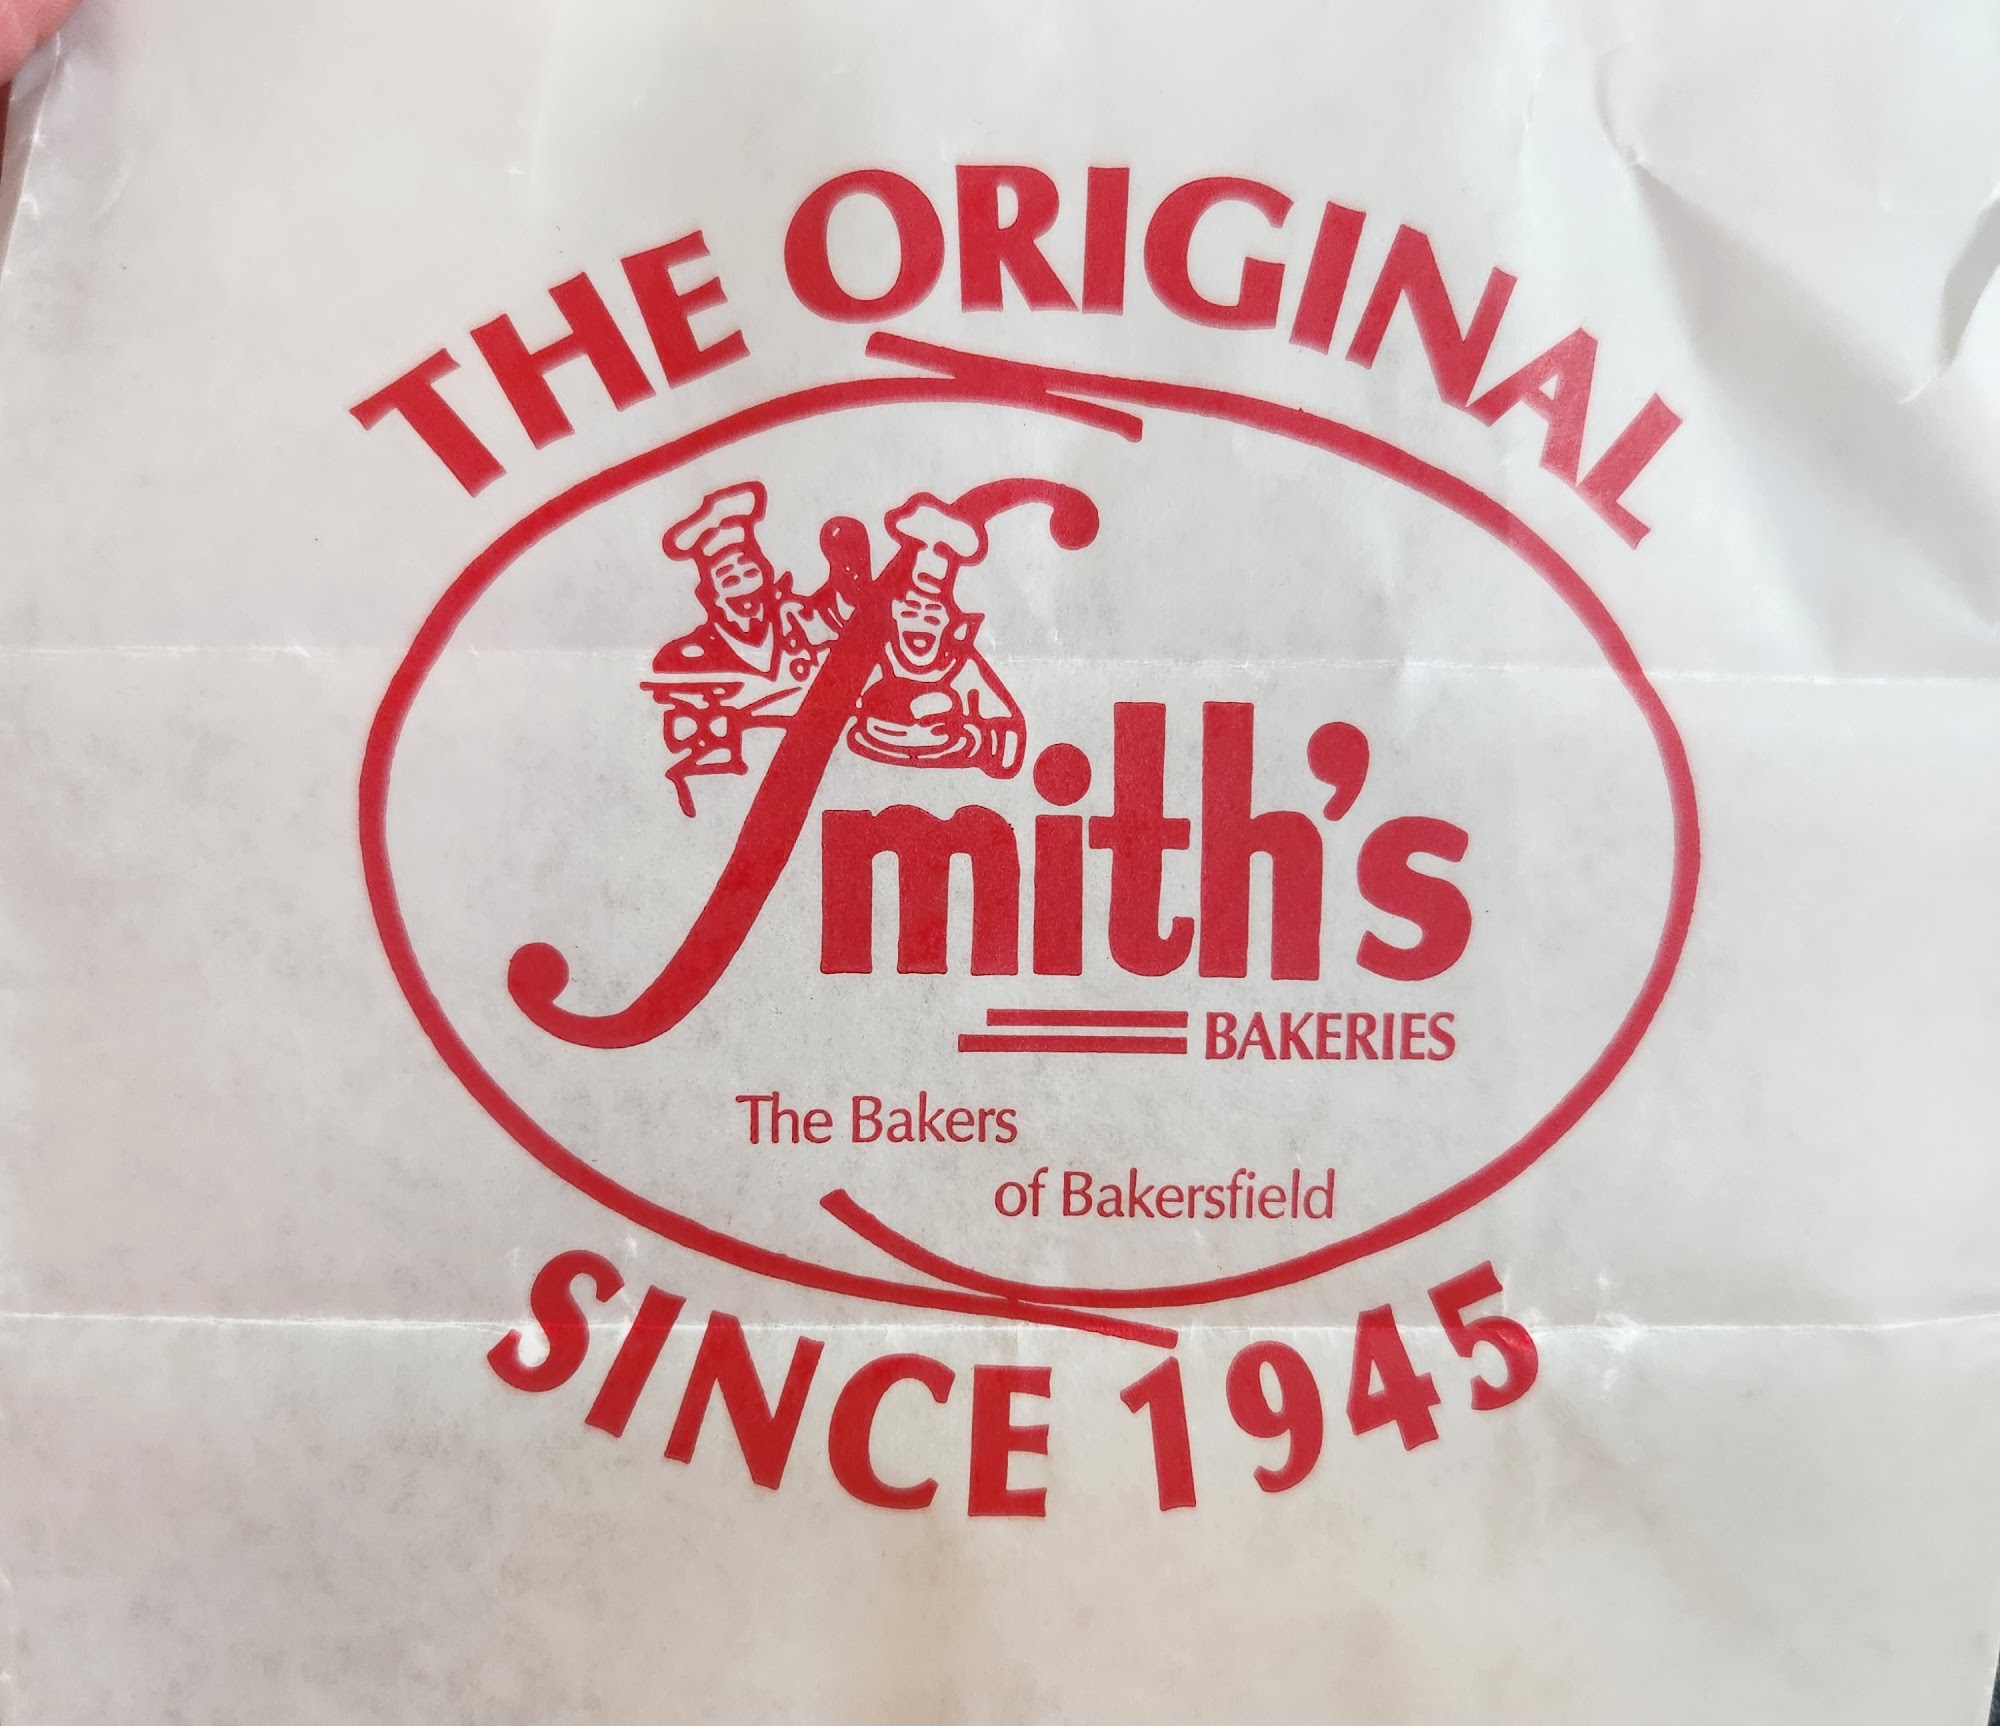 THE ORIGINAL
Smith's
BAKERIES
The Bakers
of Bakersfield
SINCE 1945